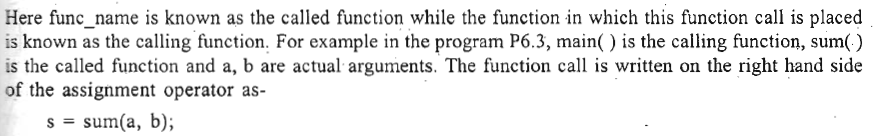 Here func_name is known as the called function while the function in which this function call is placed
is known as the calling function. For example in the program P6.3, main( ) is the calling function, sum( )
is the called function and a, b are actual arguments. The function call is written on the right hand side
of the assignment operator as-
s = sum(a, b);